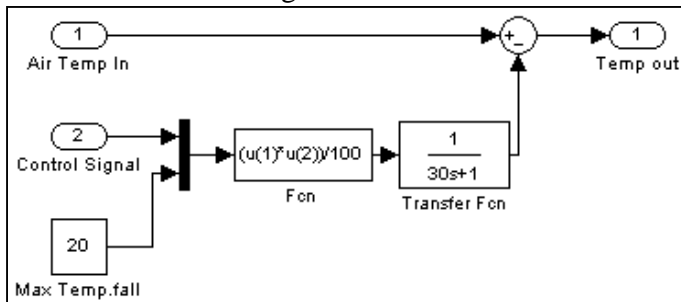 1
Air Temp In
+
−
1
Temp out
2
Control Signal
(u(1)*u(2))/100
Fcn
1
30s+1
Transfer Fcn
20
Max Temp.fall